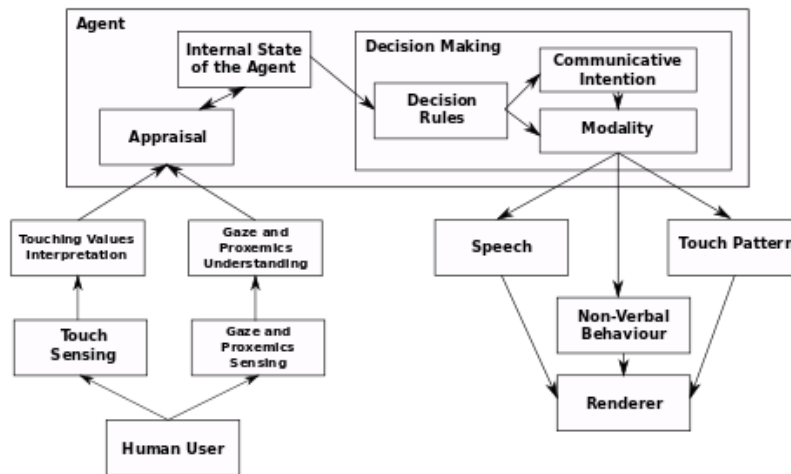 Agent
Internal State
of the Agent
Decision Making
Communicative
Intention
Decision
Rules
Appraisal
Modality
Touching Values
Interpretation
Gaze and
Proxemics
Understanding
Speech
Touch Pattern
Touch
Sensing
Gaze and
Proxemics
Sensing
Non-Verbal
Behaviour
Renderer
Human User